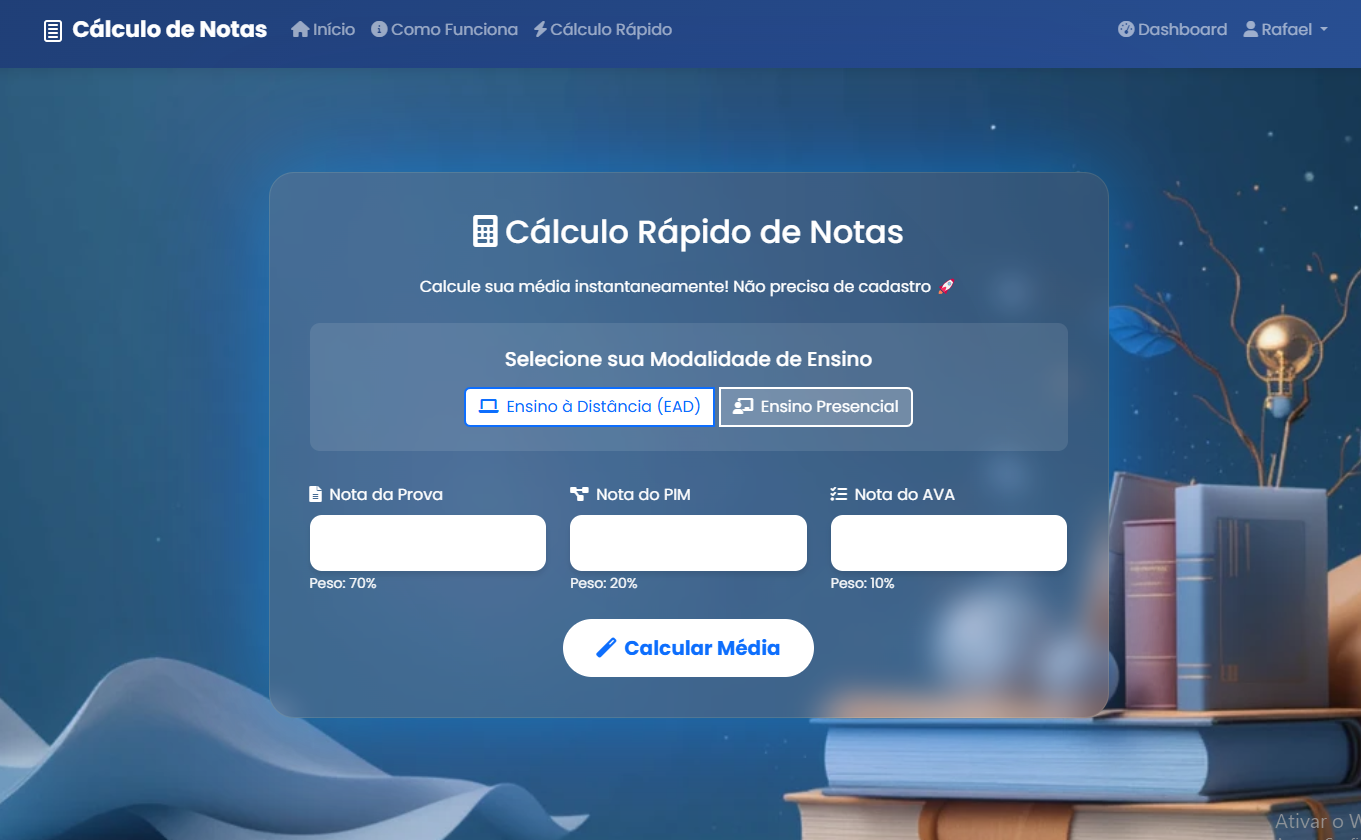 Cálculo de Notas Início Como Funciona Cálculo Rápido Dashboard Rafael
Cálculo Rápido de Notas
Calcule sua média instantaneamente! Não precisa de cadastro 🚀
Selecione sua Modalidade de Ensino
Ensino à Distância (EAD) Ensino Presencial
Nota da Prova Nota do PIM Nota do AVA
Peso: 70% Peso: 20% Peso: 10%
Calcular Média
Ativar o